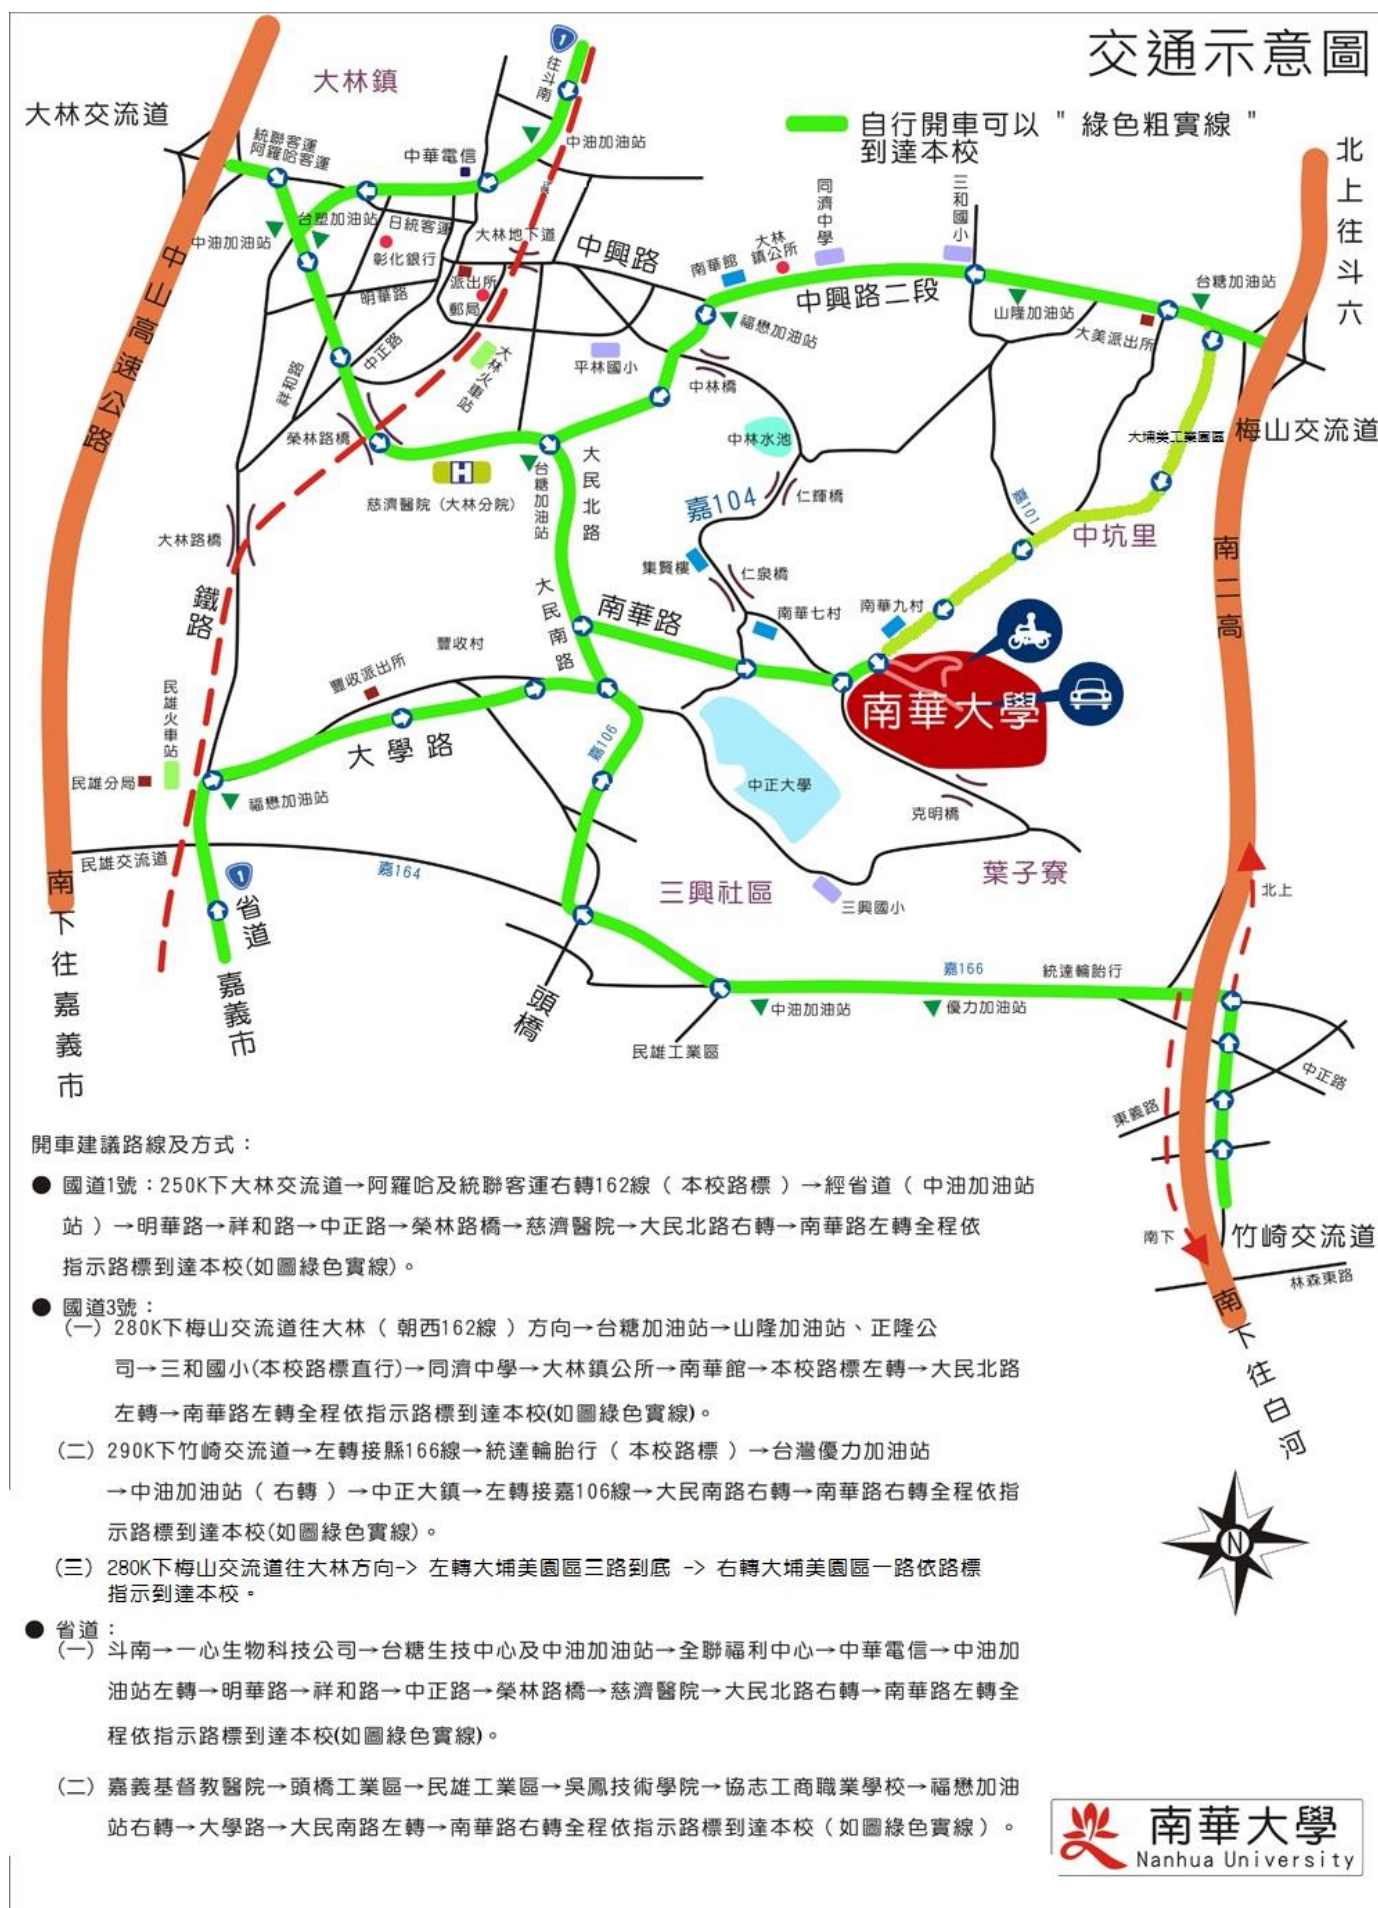 交通示意圖
自行開車可以 " 綠色粗實線 "
到達本校
大林鎮
大林交流道
統聯客運
阿羅哈客運
1
往斗南
中油加油站
中華電信
台塑加油站
日統客運
中油加油站
彰化銀行
大林地下道
派出所
郵局
明華路
中正路
祥和路
大林火車站
平林國小
中興路
南華館
大林
鎮公所
同濟中學
三和國小
中興路二段
福懋加油站
山隆加油站
大美派出所
台糖加油站
北上往斗六
中山高速公路
榮林路橋
慈濟醫院（大林分院）
台糖加油站
大民北路
中林橋
中林水池
仁輝橋
嘉104
嘉101
大埔美工業園區
梅山交流道
中坑里
南二高
大林路橋
鐵路
集賢樓
仁泉橋
南華七村
南華九村
南華路
大民南路
豐收村
豐收派出所
大學路
民雄火車站
民雄分局
福懋加油站
嘉106
南華大學
中正大學
克明橋
葉子寮
三興社區
三興國小
民雄交流道
嘉164
1
省道
嘉義市
南下往嘉義市
頭橋
民雄工業區
中油加油站
優力加油站
嘉166
統達輪胎行
北上
中正路
東義路
南下
竹崎交流道
林森東路
南下往白河
N
開車建議路線及方式：
● 國道1號：250K下大林交流道→阿羅哈及統聯客運右轉162線（ 本校路標 ）→經省道（ 中油加油站
站 ）→明華路→祥和路→中正路→榮林路橋→慈濟醫院→大民北路右轉→南華路左轉全程依
指示路標到達本校(如圖綠色實線)。
● 國道3號：
(一) 280K下梅山交流道往大林（ 朝西162線 ）方向→台糖加油站→山隆加油站、正隆公
司→三和國小(本校路標直行)→同濟中學→大林鎮公所→南華館→本校路標左轉→大民北路
左轉→南華路左轉全程依指示路標到達本校(如圖綠色實線)。
(二) 290K下竹崎交流道→左轉接縣166線→統達輪胎行（ 本校路標 ）→台灣優力加油站
→中油加油站（ 右轉 ）→中正大鎮→左轉接嘉106線→大民南路右轉→南華路右轉全程依指
示路標到達本校(如圖綠色實線)。
(三) 280K下梅山交流道往大林方向-> 左轉大埔美園區三路到底 -> 右轉大埔美園區一路依路標
指示到達本校。
● 省道：
(一) 斗南→一心生物科技公司→台糖生技中心及中油加油站→全聯福利中心→中華電信→中油加
油站左轉→明華路→祥和路→中正路→榮林路橋→慈濟醫院→大民北路右轉→南華路左轉全
程依指示路標到達本校(如圖綠色實線)。
(二) 嘉義基督教醫院→頭橋工業區→民雄工業區→吳鳳技術學院→協志工商職業學校→福懋加油
站右轉→大學路→大民南路左轉→南華路右轉全程依指示路標到達本校（如圖綠色實線）。
南華大學
Nanhua University